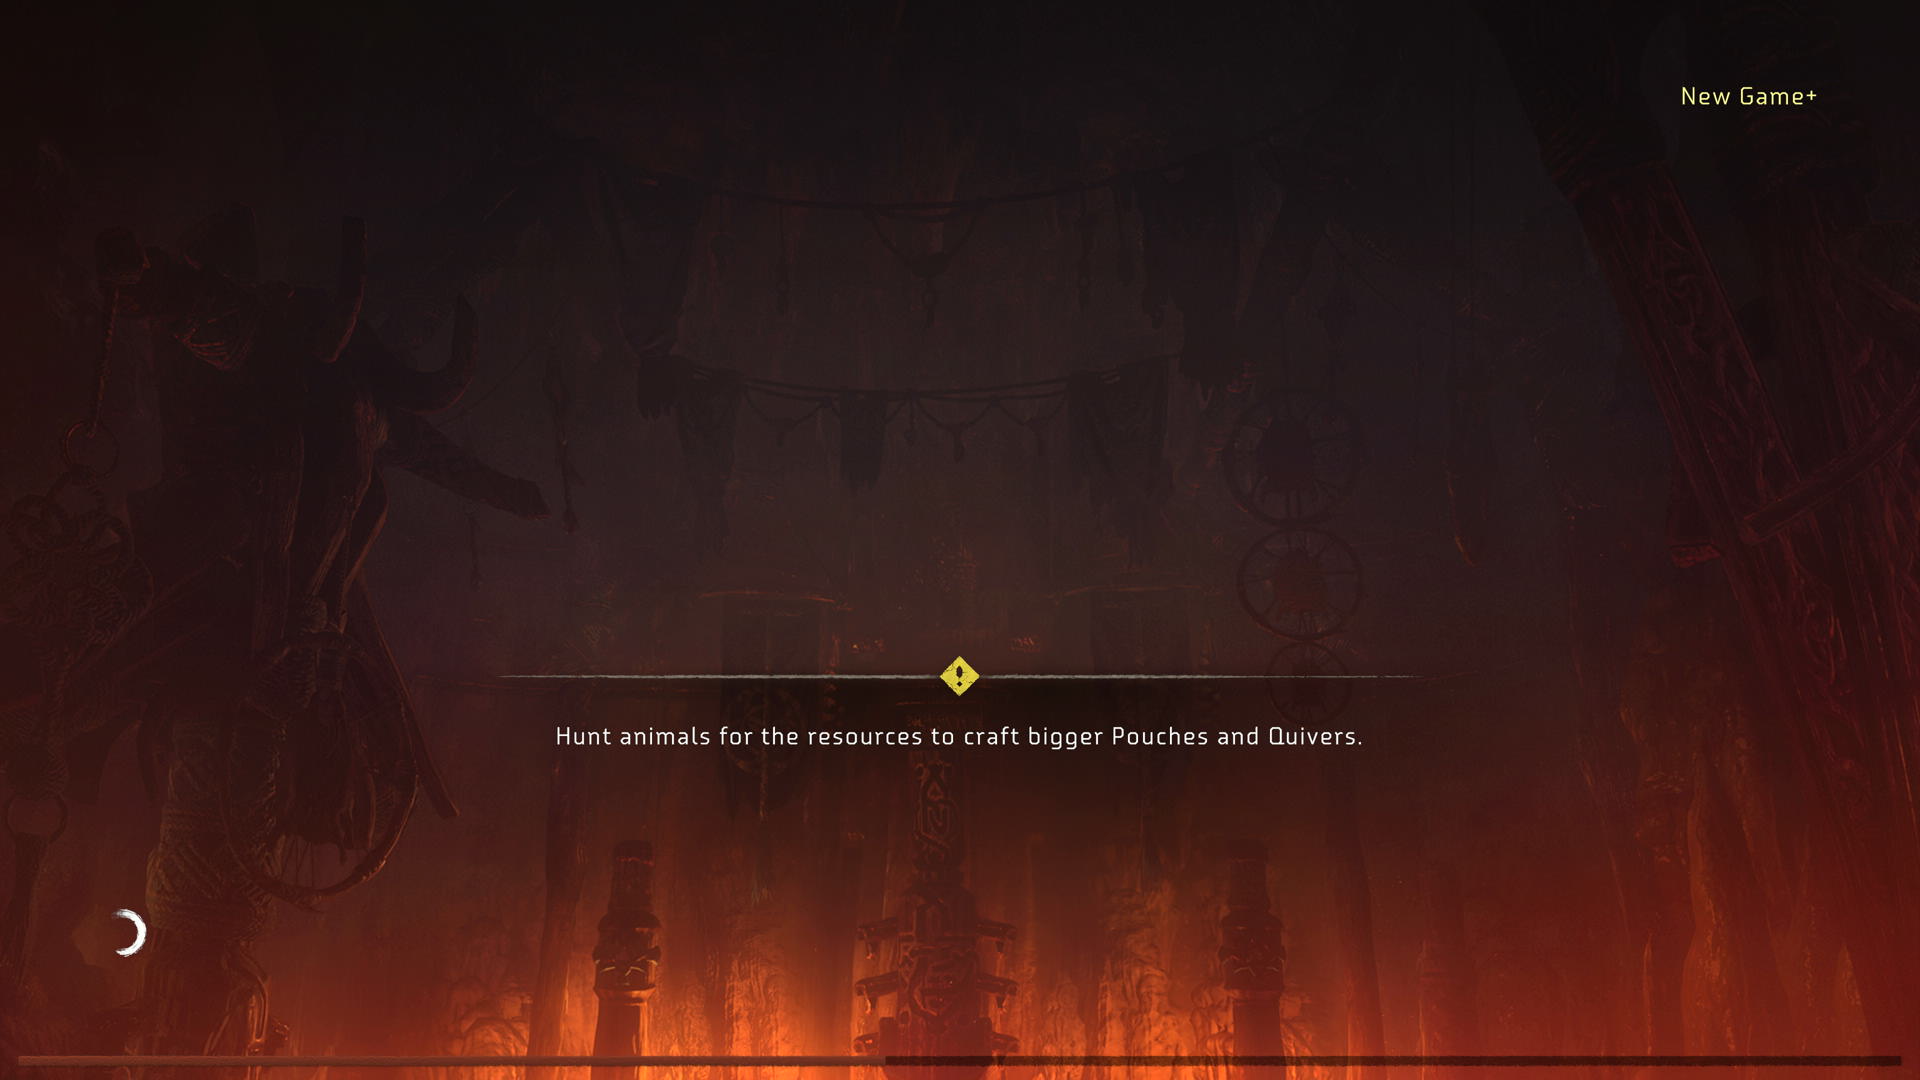 New Game+
Hunt animals for the resources to craft bigger Pouches and Quivers.